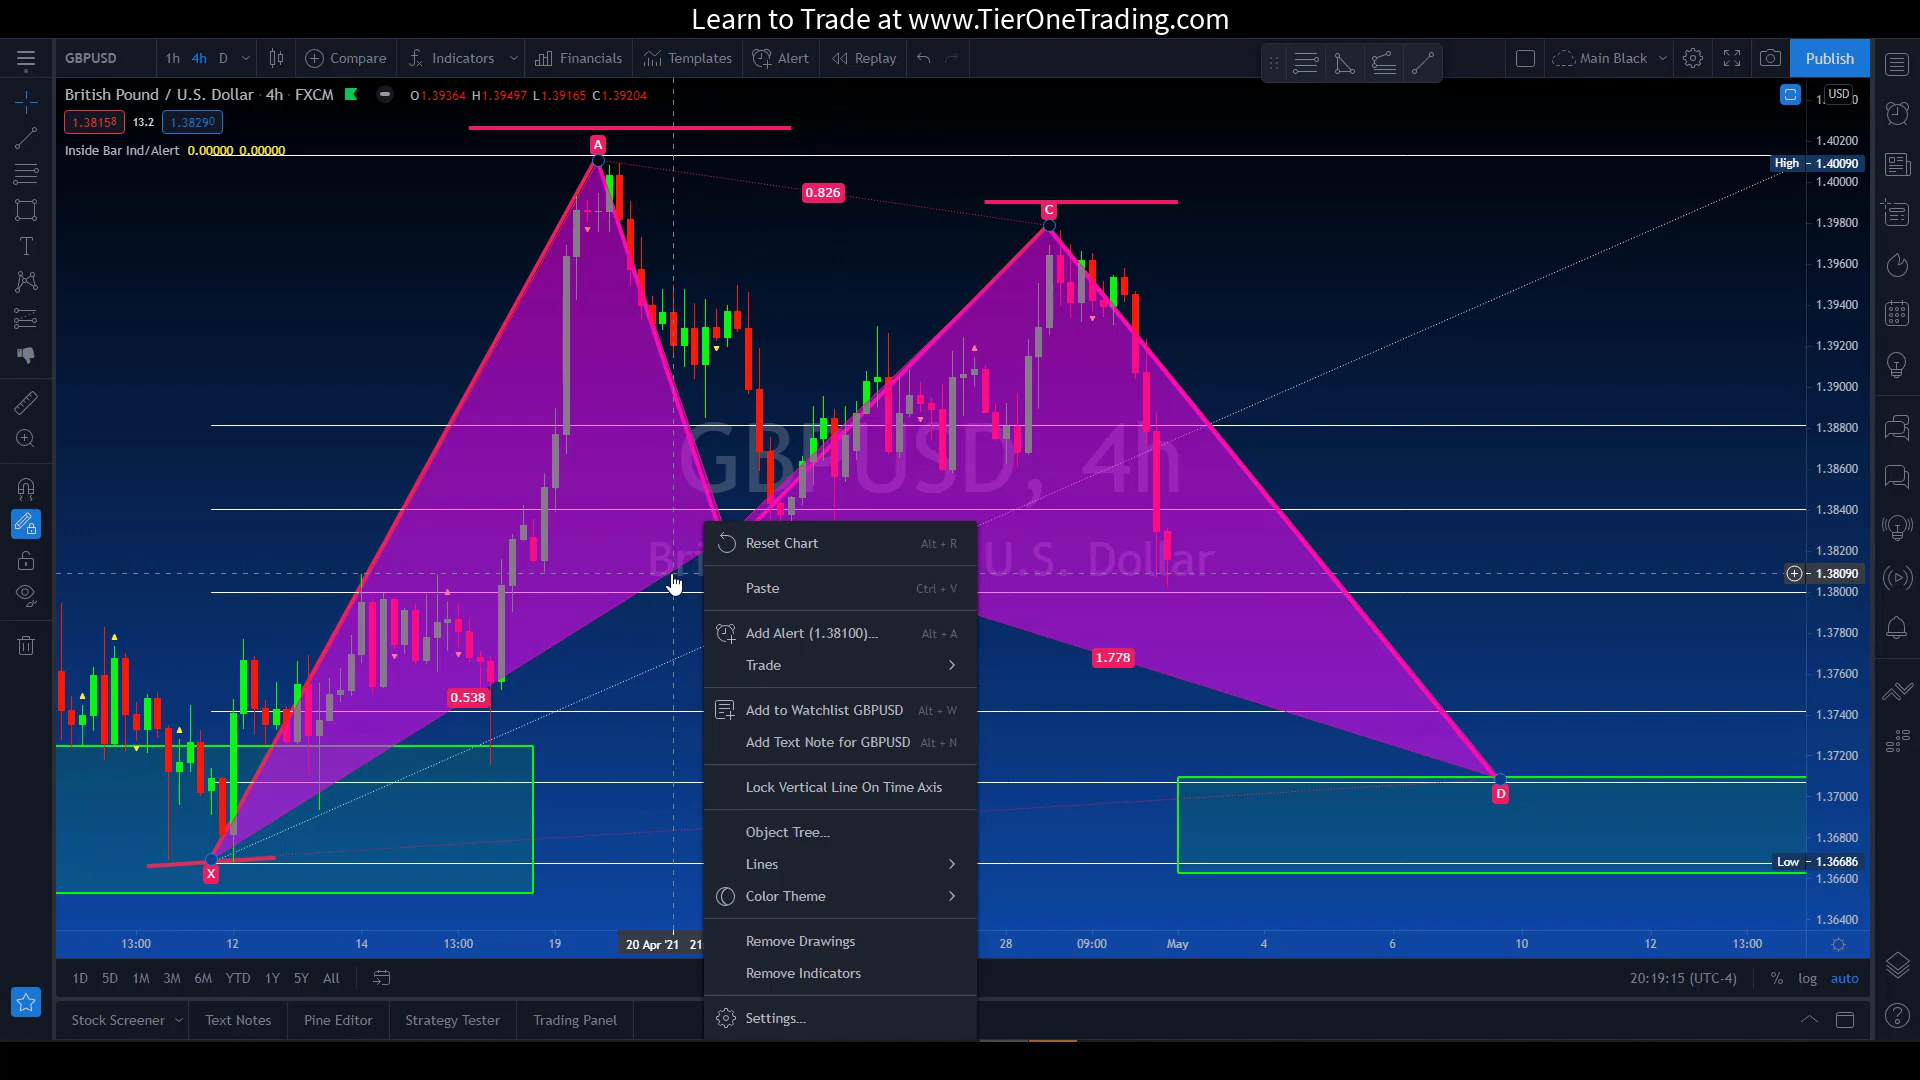 Learn to Trade at www.TierOneTrading.com
GBPUSD 1h 4h D Compare Indicators Financials Templates Alert Replay Main Black Publish
British Pound / U.S. Dollar · 4h · FXCM O1.39364 H1.39497 L1.39165 C1.39204
USD
1.38158 13.2 1.38290
Inside Bar Ind/Alert 0.00000 0.00000
A
1.40200
High 1.40090
1.40000
0.826
C
1.39800
1.39600
1.39400
1.39200
1.39000
1.38800
GBPUSD, 4h
1.38600
1.38400
Reset Chart Alt + R
1.38200
U.S. Dollar
1.38090
Paste Ctrl + V
1.38000
Add Alert (1.38100)... Alt + A
1.37800
1.778
Trade
1.37600
0.538
Add to Watchlist GBPUSD Alt + W
1.37400
Add Text Note for GBPUSD Alt + N
1.37200
Lock Vertical Line On Time Axis
D
1.37000
Object Tree...
1.36800
Lines
Low 1.36686
X
1.36600
Color Theme
1.36400
13:00 12 14 13:00 19 20 Apr '21 28 09:00 May 4 6 10 12 13:00
Remove Drawings
Remove Indicators
1D 5D 1M 3M 6M YTD 1Y 5Y All 20:19:15 (UTC-4) % log auto
Stock Screener Text Notes Pine Editor Strategy Tester Trading Panel
Settings...